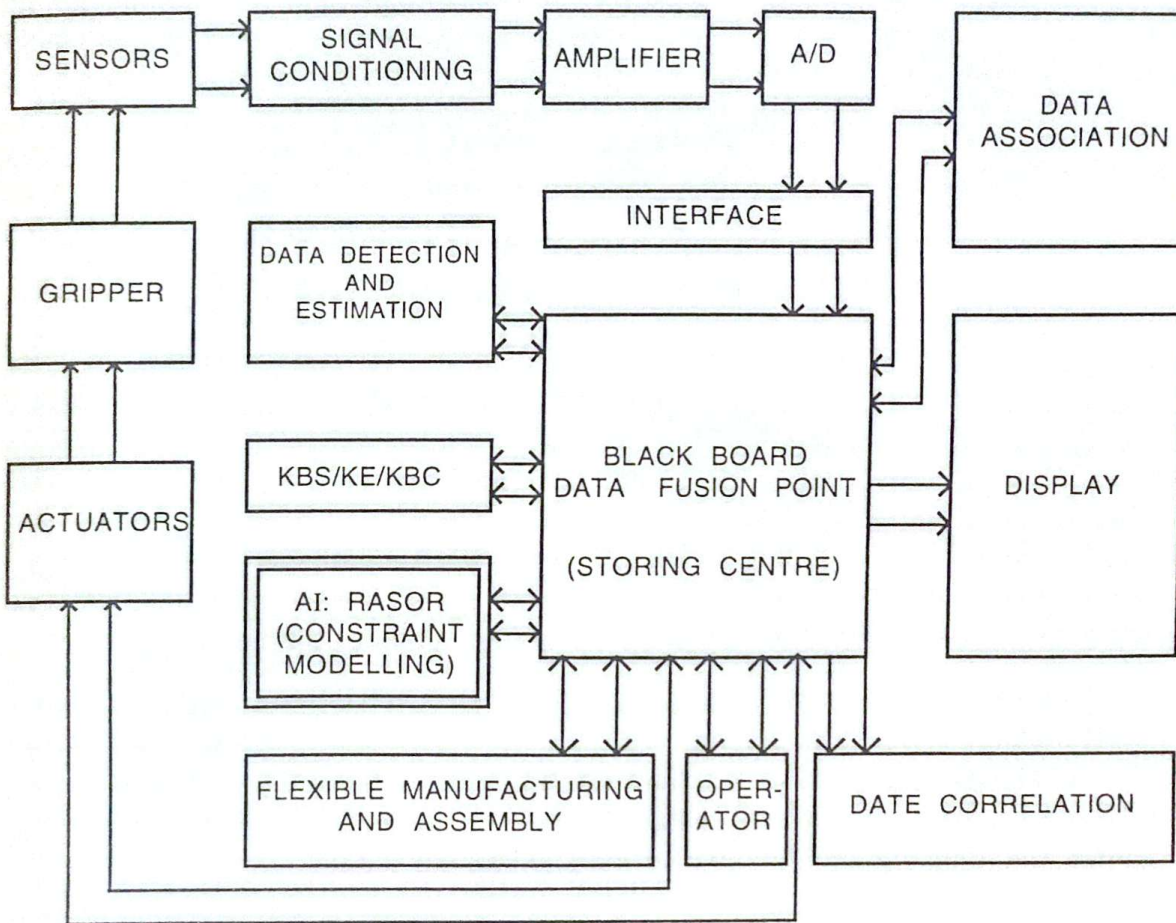 SENSORS
SIGNAL
CONDITIONING
AMPLIFIER
A/D
DATA
ASSOCIATION
INTERFACE
DATA DETECTION
AND
ESTIMATION
GRIPPER
BLACK BOARD
DATA FUSION POINT
(STORING CENTRE)
KBS/KE/KBC
DISPLAY
ACTUATORS
AI: RASOR
(CONSTRAINT
MODELLING)
FLEXIBLE MANUFACTURING
AND ASSEMBLY
OPER-
ATOR
DATE CORRELATION